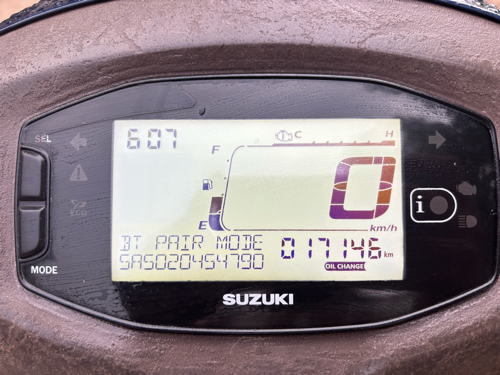 SEL
6:07
C H
F
0
ECO
E
km/h
i
BT PAIR MODE
SAS020454790
017146 km
OIL CHANGE
MODE
SUZUKI